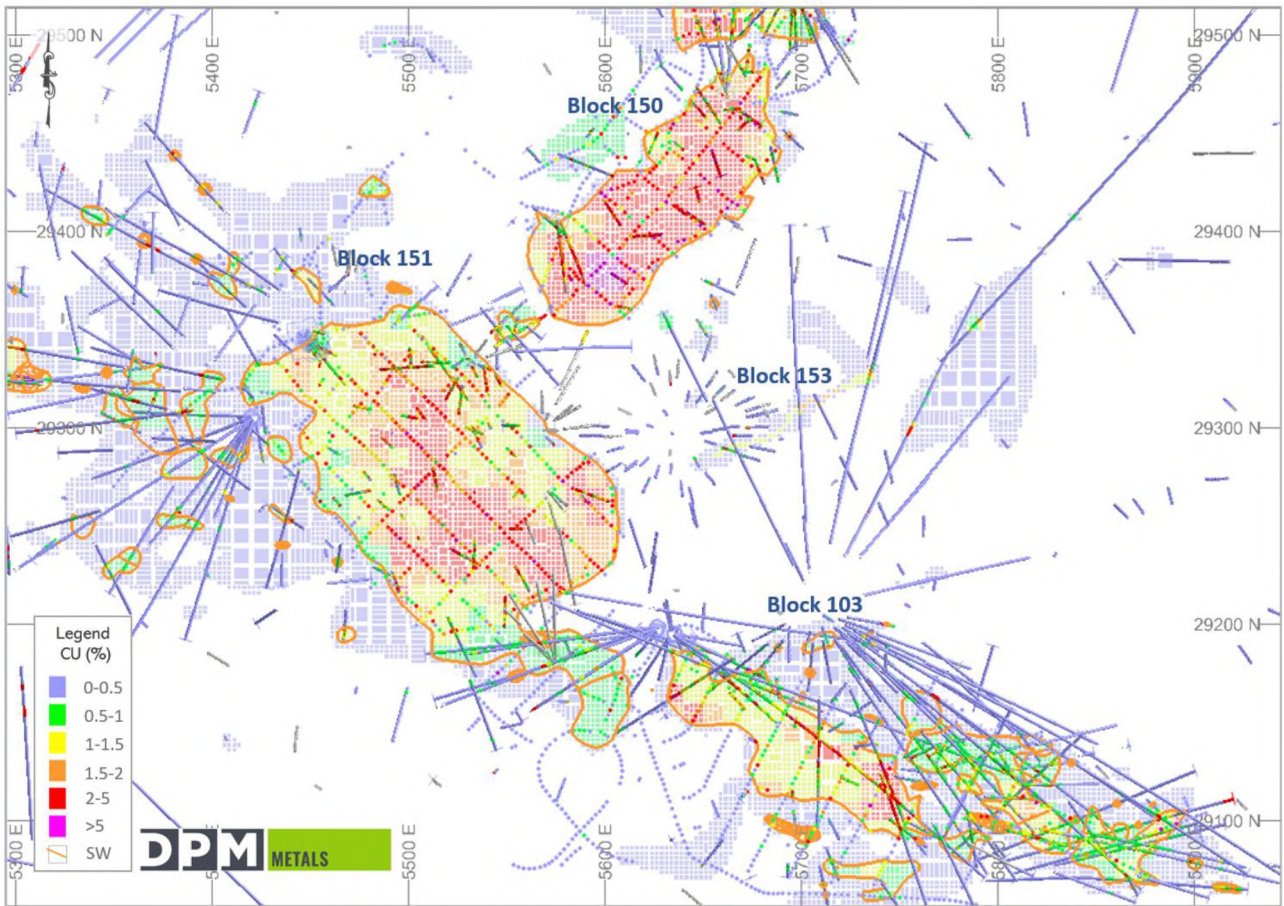 5300 E
29500 N
5400 E
5500 E
5600 E
5700 E
5800 E
29500 N
Block 150
29400 N
29400 N
Block 151
Block 153
29300 N
29300 N
Block 103
29200 N
Legend
CU (%)
0-0.5
0.5-1
1-1.5
1.5-2
2-5
>5
SW
29100 N
5300 E
DPM METALS
5500 E
5600 E
5700 E
5800 E